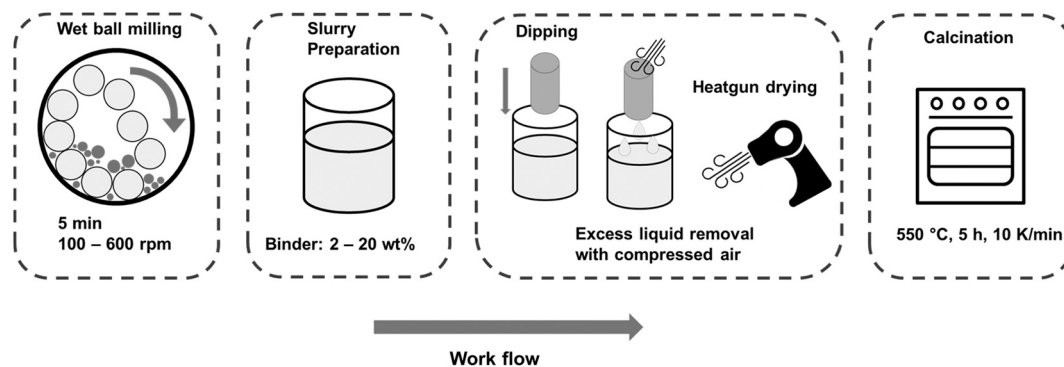 Wet ball milling
5 min
100 – 600 rpm
Slurry
Preparation
Binder: 2 – 20 wt%
Dipping
Heatgun drying
Excess liquid removal
with compressed air
Calcination
550 °C, 5 h, 10 K/min
Work flow